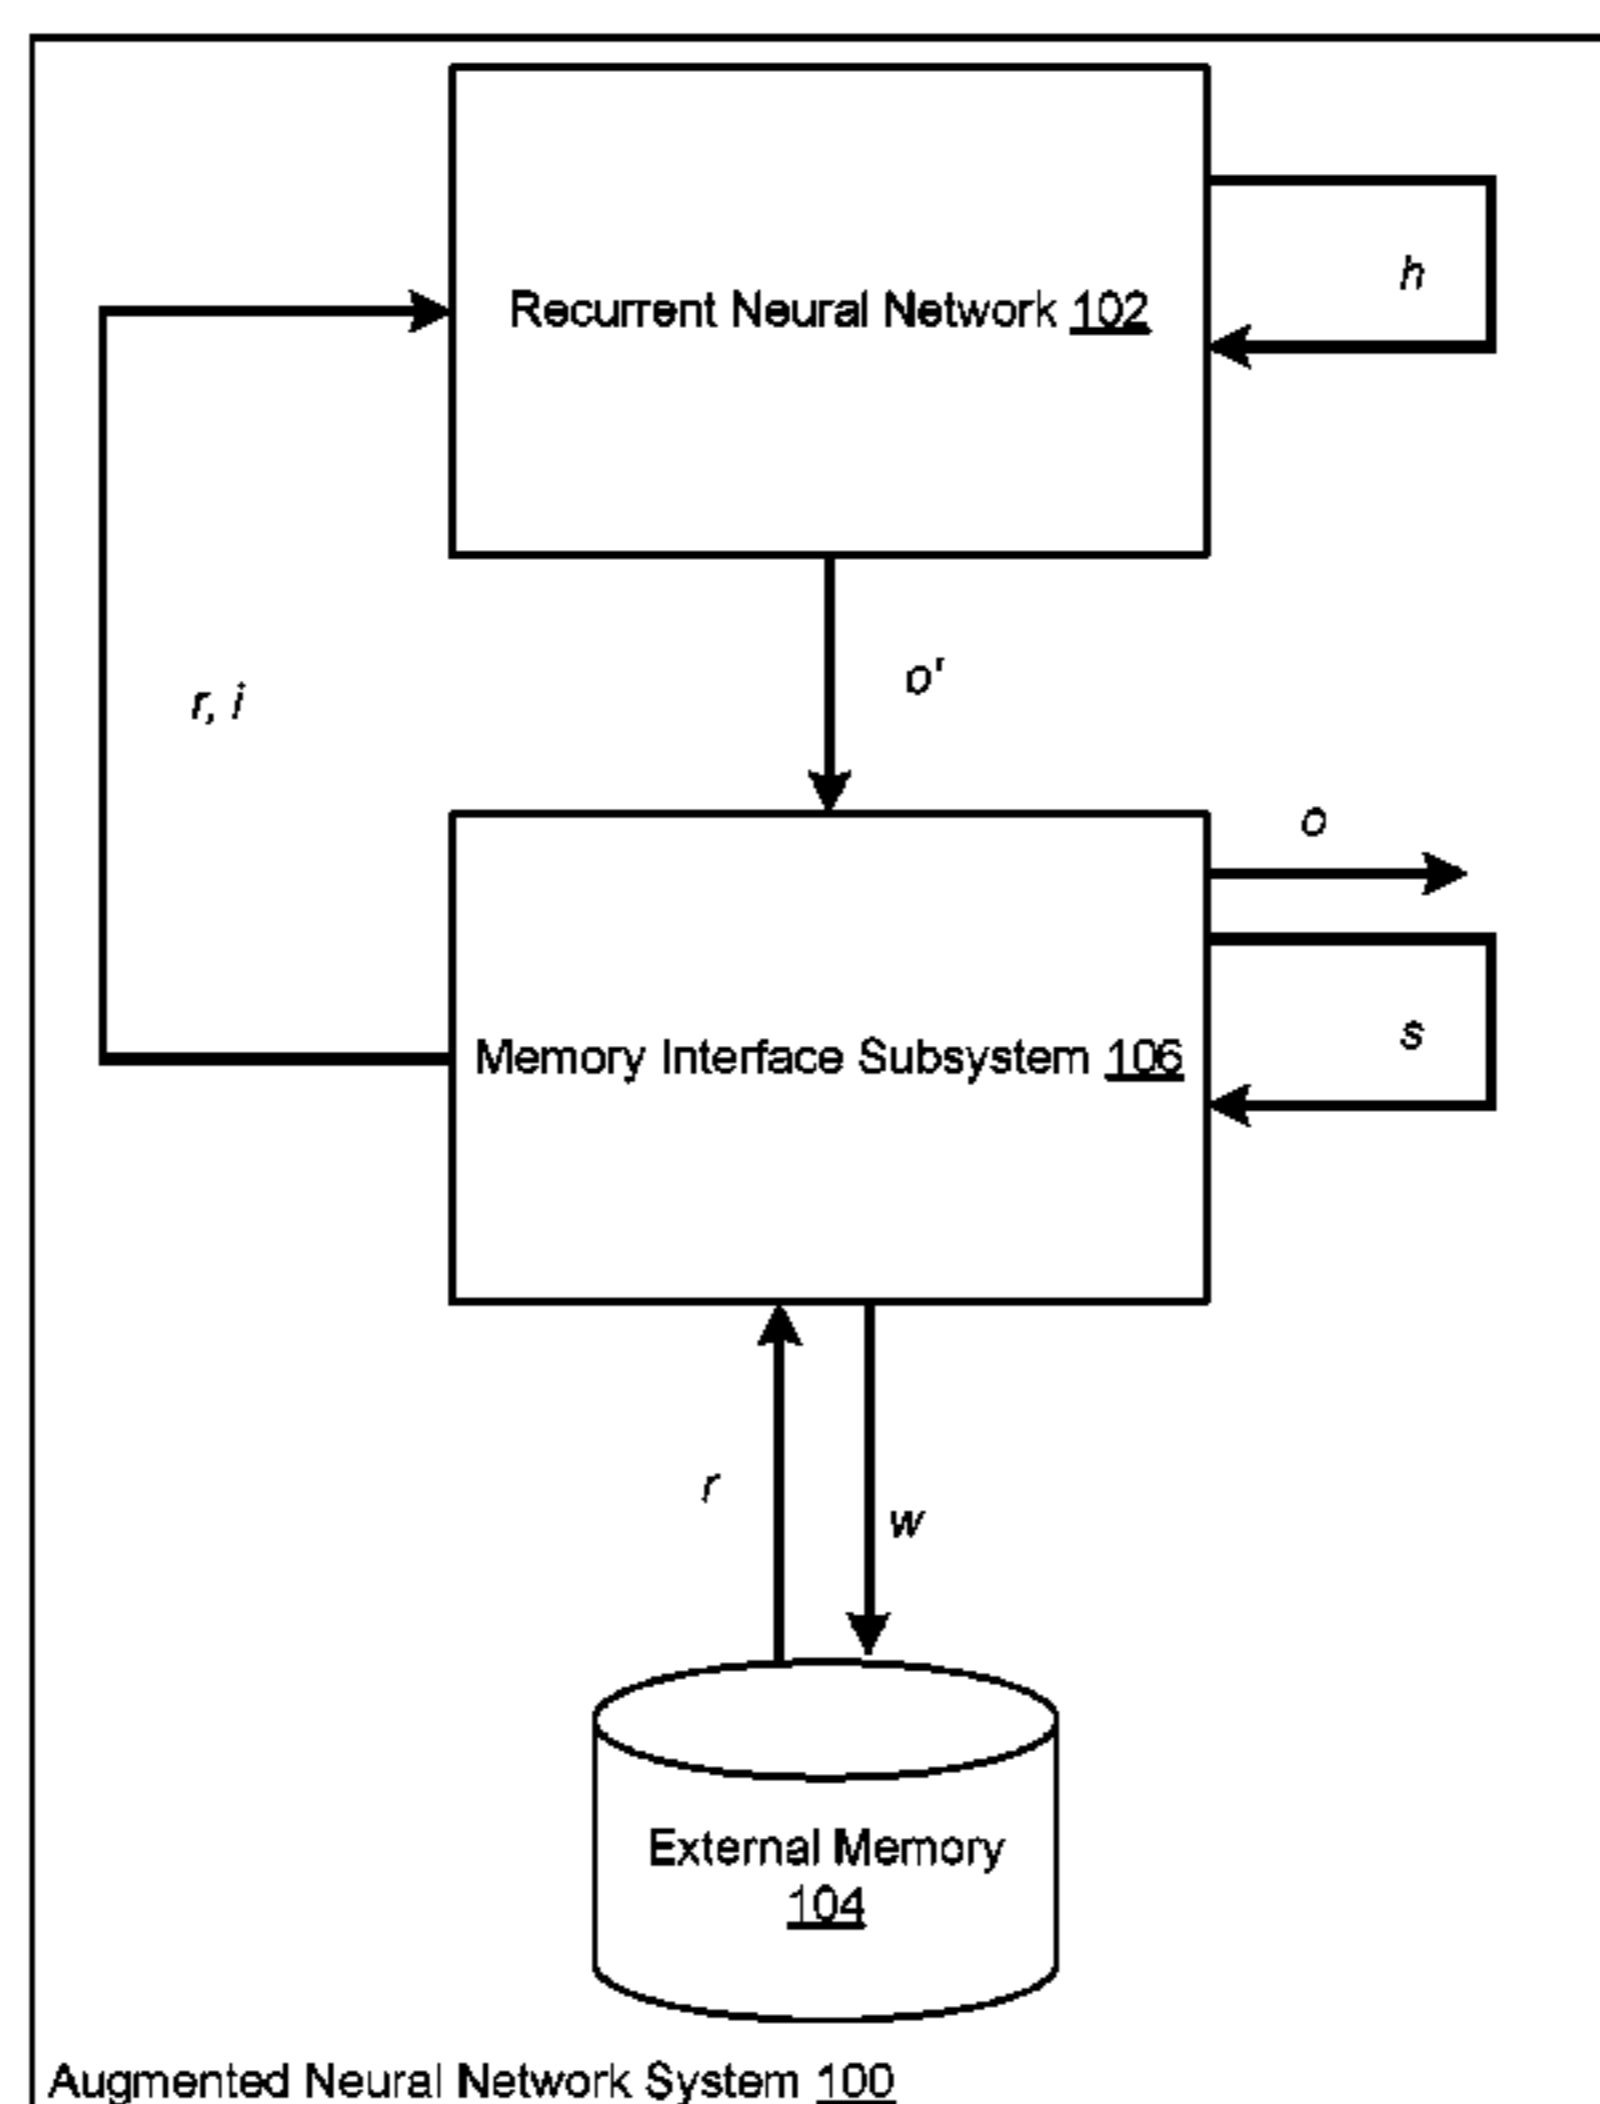 h
Recurrent Neural Network 102
o'
r, i
o
s
Memory Interface Subsystem 106
r
w
External Memory
104
Augmented Neural Network System 100